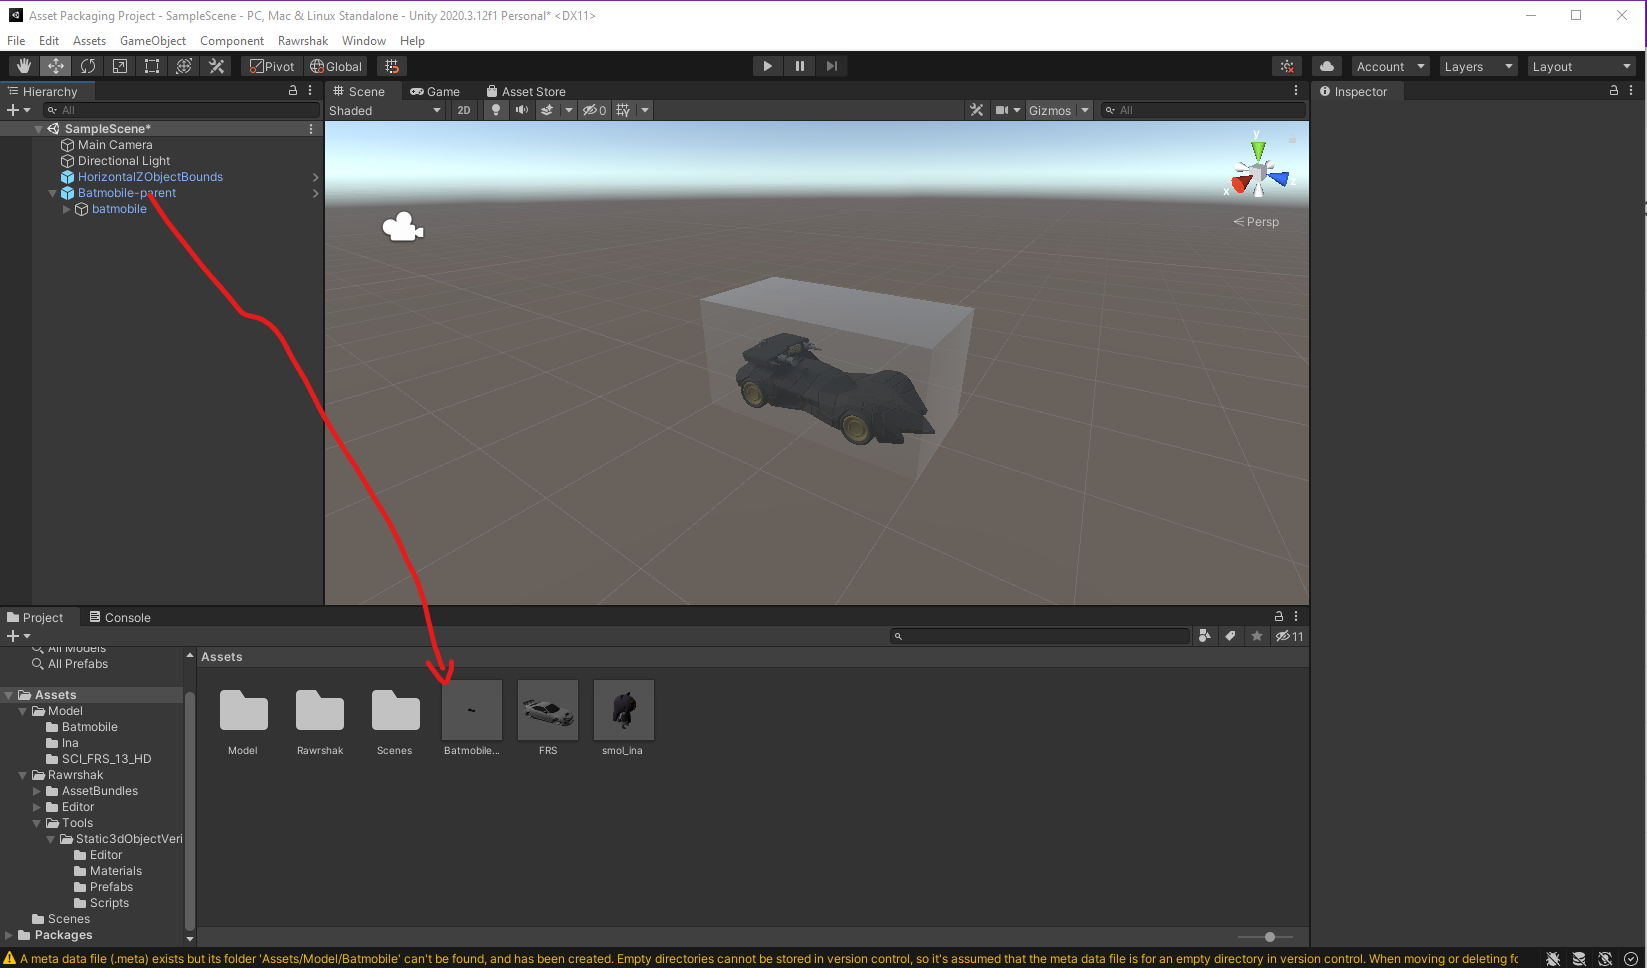 Asset Packaging Project - SampleScene - PC, Mac & Linux Standalone - Unity 2020.3.12f1 Personal* <DX11>
File Edit Assets GameObject Component Rawrshak Window Help
Pivot Global Account Layers Layout
Hierarchy Scene Game Asset Store Inspector
All Shaded 2D 0 Gizmos All
SampleScene*
Main Camera
Directional Light
HorizontalZObjectBounds
Batmobile-parent
batmobile
y
x z
Persp
Project Console
11
All Models
All Prefabs
Assets
Model
Batmobile
Ina
SCI_FRS_13_HD
Rawrshak
AssetBundles
Editor
Tools
Static3dObjectVeri
Editor
Materials
Prefabs
Scripts
Scenes
Packages
Assets
Model Rawrshak Scenes Batmobile... FRS smol_ina
A meta data file (.meta) exists but its folder 'Assets/Model/Batmobile' can't be found, and has been created. Empty directories cannot be stored in version control, so it's assumed that the meta data file is for an empty directory in version control. When moving or deleting